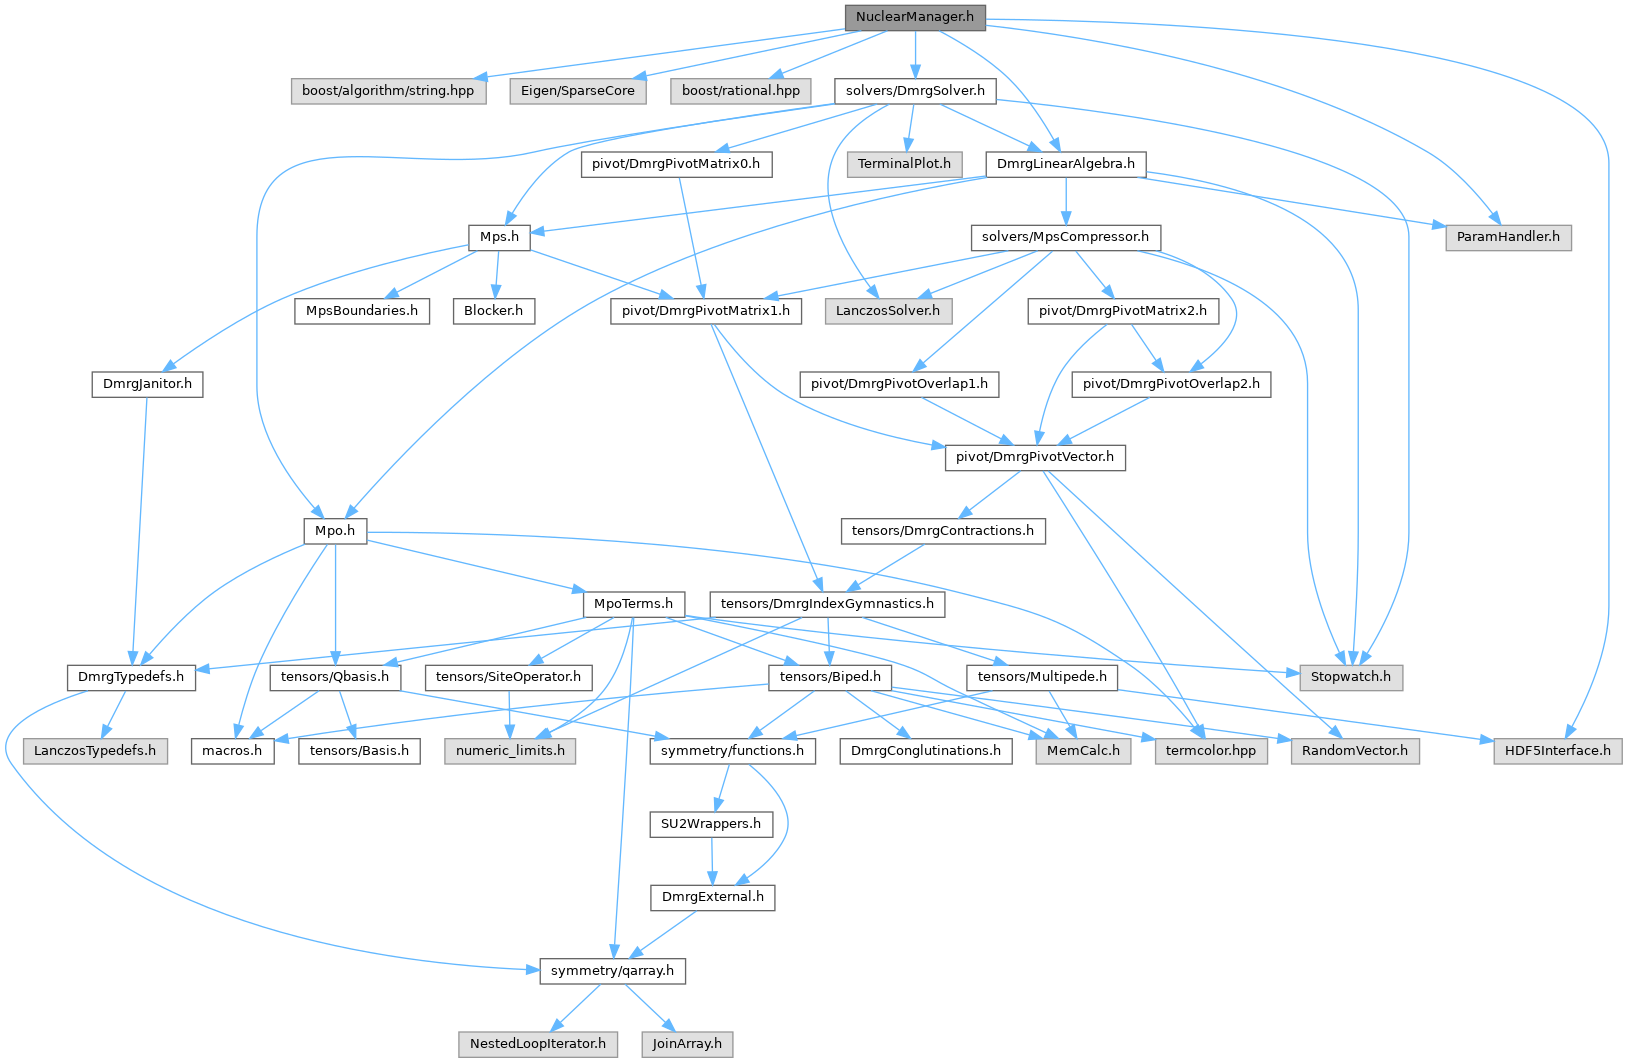 NuclearManager.h
boost/algorithm/string.hpp
Eigen/SparseCore
boost/rational.hpp
solvers/DmrgSolver.h
pivot/DmrgPivotMatrix0.h
TerminalPlot.h
DmrgLinearAlgebra.h
Mps.h
solvers/MpsCompressor.h
ParamHandler.h
MpsBoundaries.h
Blocker.h
pivot/DmrgPivotMatrix1.h
LanczosSolver.h
pivot/DmrgPivotMatrix2.h
DmrgJanitor.h
pivot/DmrgPivotOverlap1.h
pivot/DmrgPivotOverlap2.h
pivot/DmrgPivotVector.h
Mpo.h
tensors/DmrgContractions.h
MpoTerms.h
tensors/DmrgIndexGymnastics.h
DmrgTypedefs.h
tensors/Qbasis.h
tensors/SiteOperator.h
tensors/Biped.h
tensors/Multipede.h
Stopwatch.h
LanczosTypedefs.h
macros.h
tensors/Basis.h
numeric_limits.h
symmetry/functions.h
DmrgConglutinations.h
MemCalc.h
termcolor.hpp
RandomVector.h
HDF5Interface.h
SU2Wrappers.h
DmrgExternal.h
symmetry/qarray.h
NestedLoopIterator.h
JoinArray.h